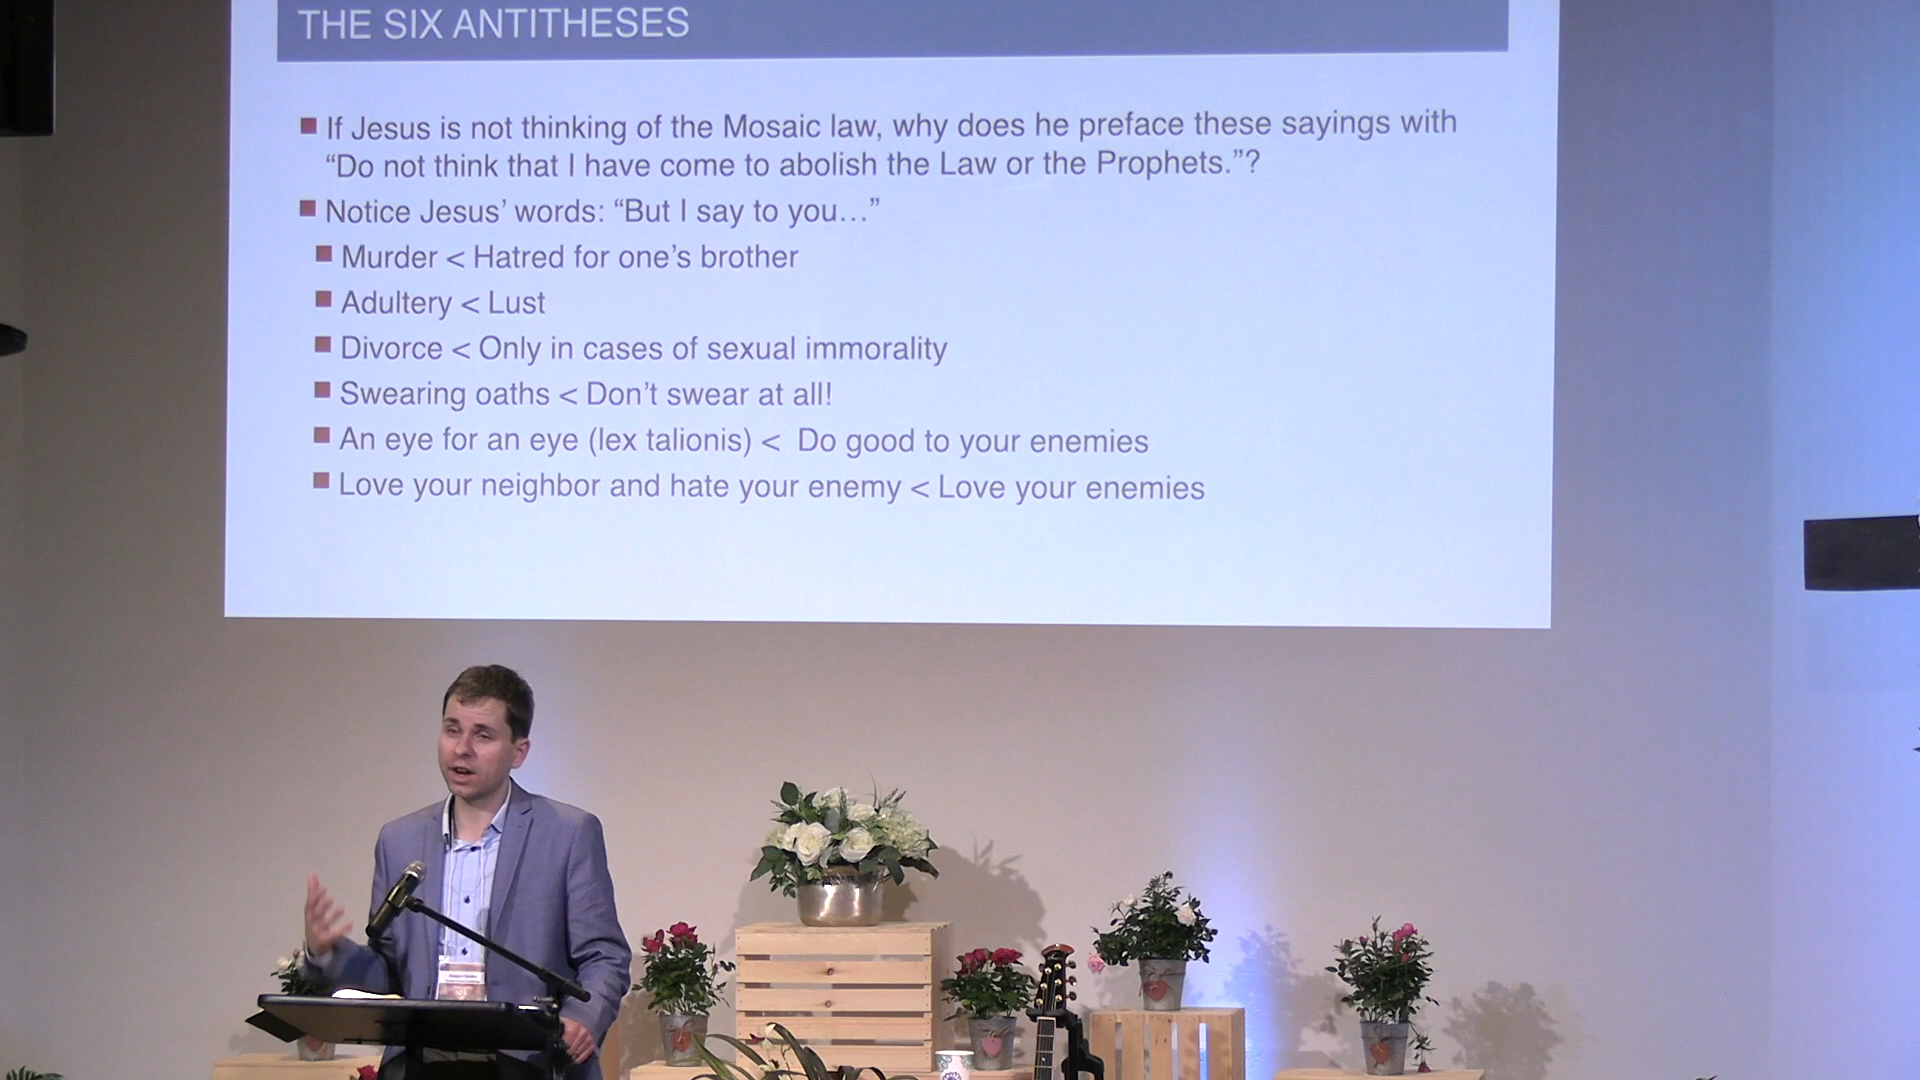 THE SIX ANTITHESES
If Jesus is not thinking of the Mosaic law, why does he preface these sayings with
“Do not think that I have come to abolish the Law or the Prophets.”?
Notice Jesus’ words: “But I say to you…”
Murder < Hatred for one’s brother
Adultery < Lust
Divorce < Only in cases of sexual immorality
Swearing oaths < Don’t swear at all!
An eye for an eye (lex talionis) < Do good to your enemies
Love your neighbor and hate your enemy < Love your enemies